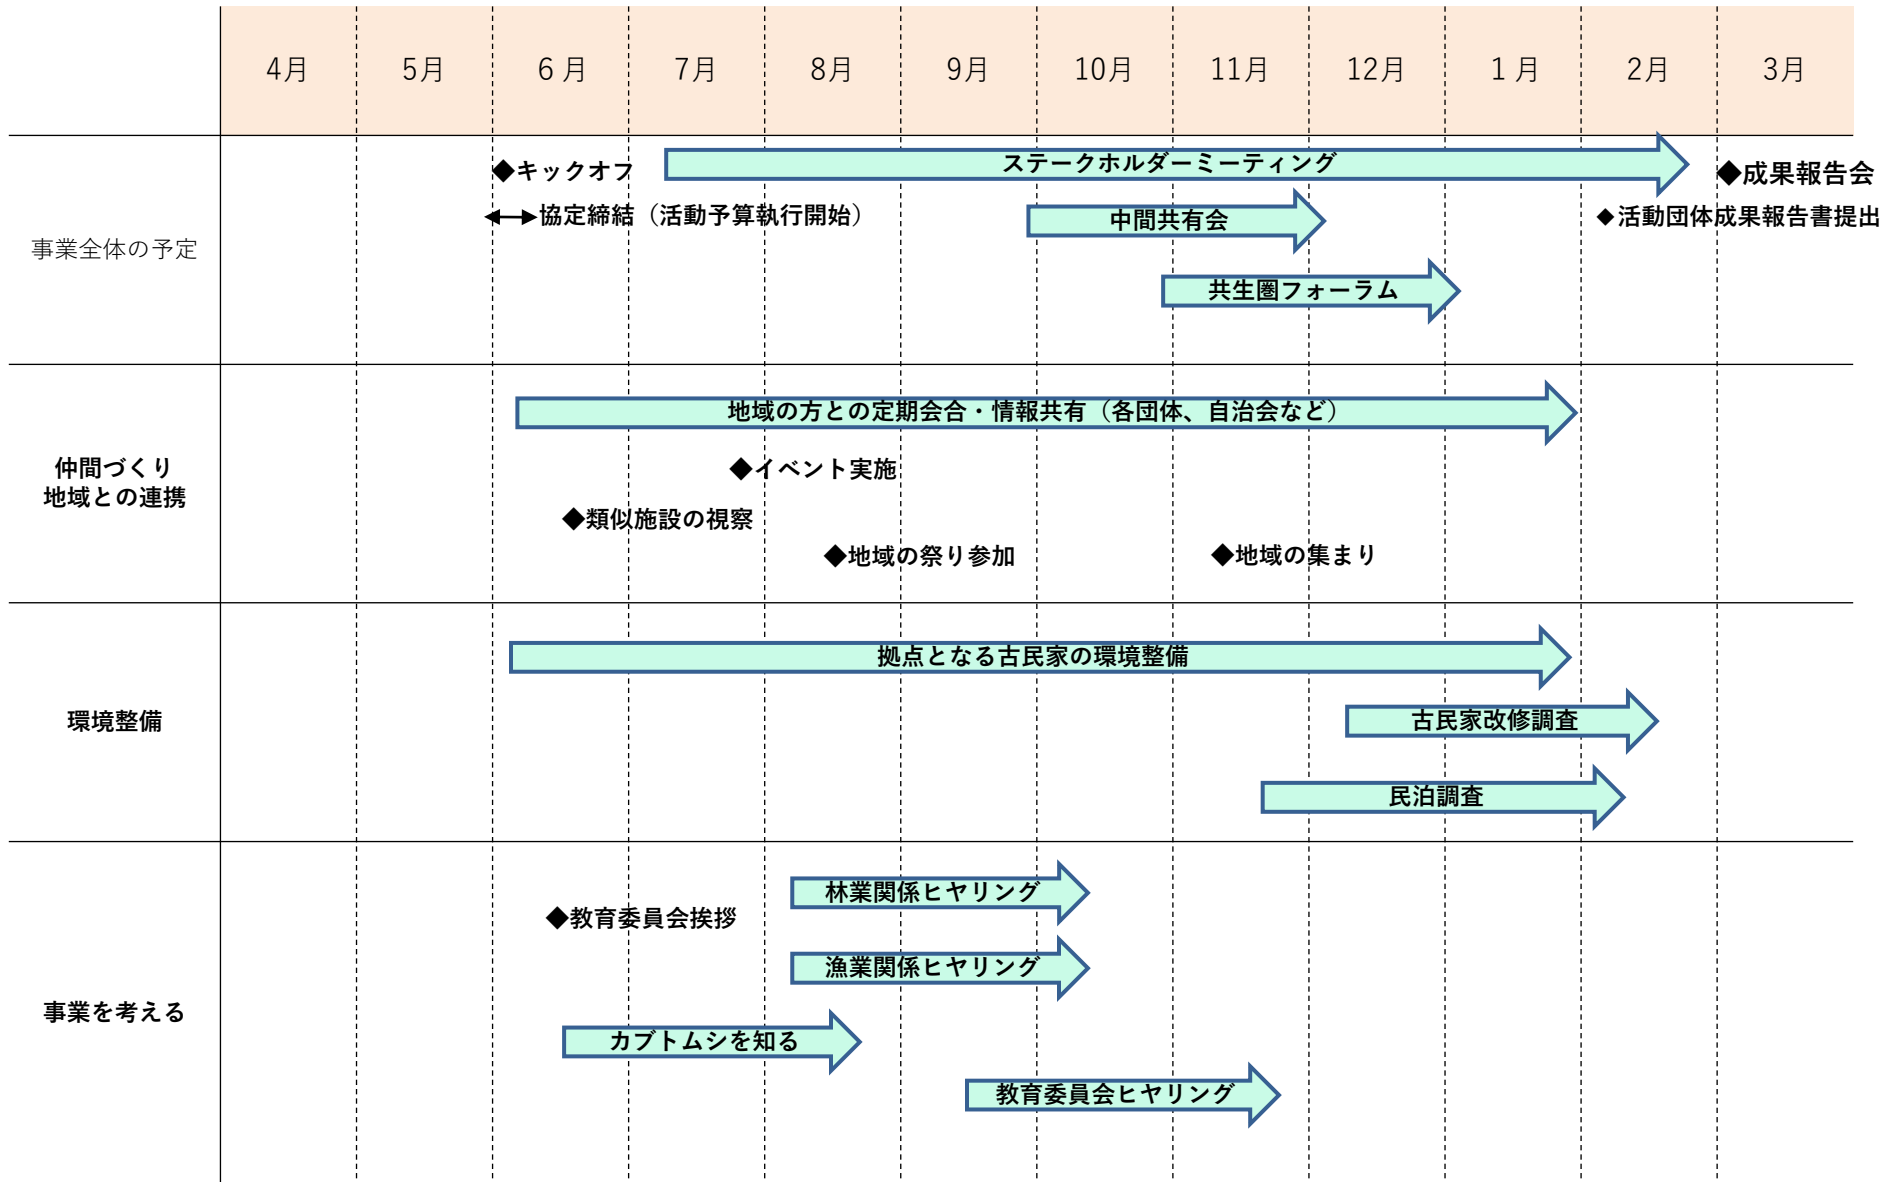 4月
5月
6 月
7月
8月
9月
10月
11月
12月
1 月
2月
3月
事業全体の予定
◆キックオフ
ステークホルダーミーティング
◆成果報告会
協定締結（活動予算執行開始）
中間共有会
◆活動団体成果報告書提出
共生圏フォーラム
仲間づくり
地域との連携
地域の方との定期会合・情報共有（各団体、自治会など）
◆イベント実施
◆類似施設の視察
◆地域の祭り参加
◆地域の集まり
環境整備
拠点となる古民家の環境整備
古民家改修調査
民泊調査
事業を考える
林業関係ヒヤリング
◆教育委員会挨拶
漁業関係ヒヤリング
カブトムシを知る
教育委員会ヒヤリング